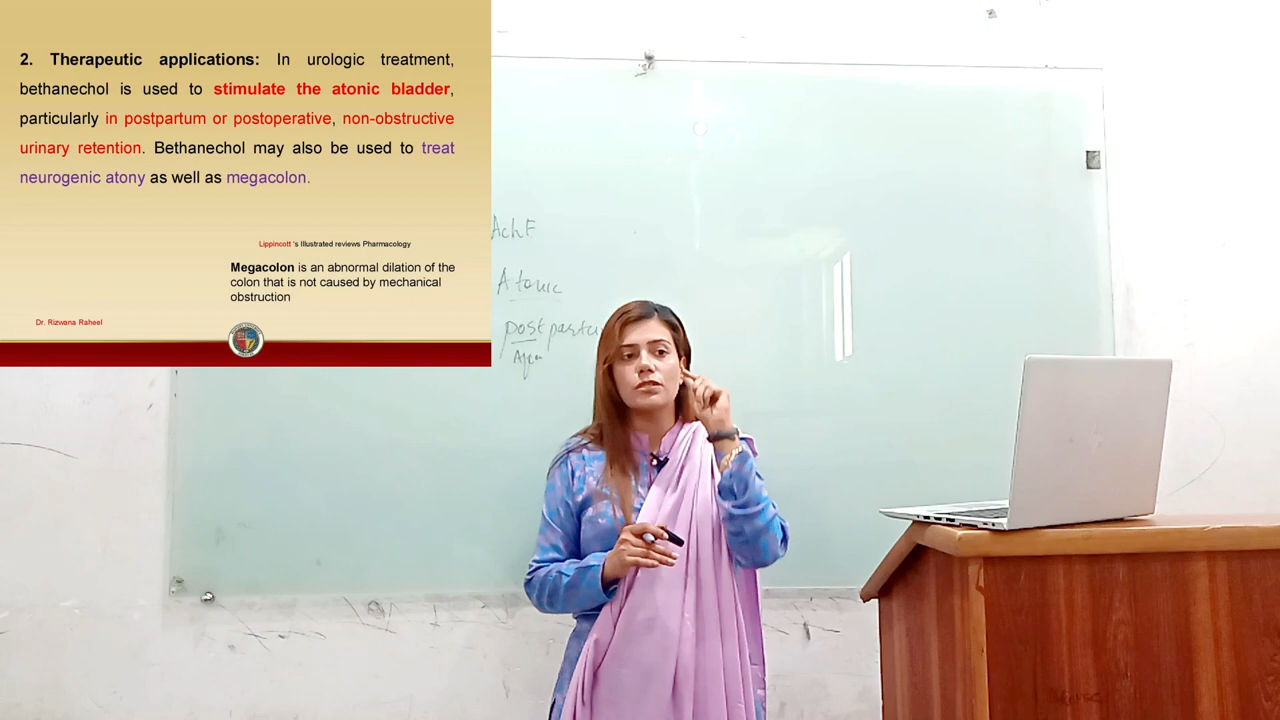 2. Therapeutic applications: In urologic treatment,
bethanechol is used to stimulate the atonic bladder,
particularly in postpartum or postoperative, non-obstructive
urinary retention. Bethanechol may also be used to treat
neurogenic atony as well as megacolon.
Lippincott 's Illustrated reviews Pharmacology
Megacolon is an abnormal dilation of the
colon that is not caused by mechanical
obstruction
Dr. Rizwana Raheel
AchE
Atonic